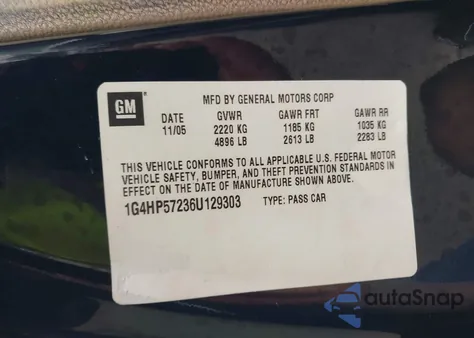 GM
MFD BY GENERAL MOTORS CORP
DATE GVWR GAWR FRT GAWR RR
11/05 2220 KG 1185 KG 1035 KG
4896 LB 2613 LB 2283 LB
THIS VEHICLE CONFORMS TO ALL APPLICABLE U.S. FEDERAL MOTOR
VEHICLE SAFETY, BUMPER, AND THEFT PREVENTION STANDARDS IN
EFFECT ON THE DATE OF MANUFACTURE SHOWN ABOVE.
1G4HP57236U129303 TYPE: PASS CAR
autoSnap